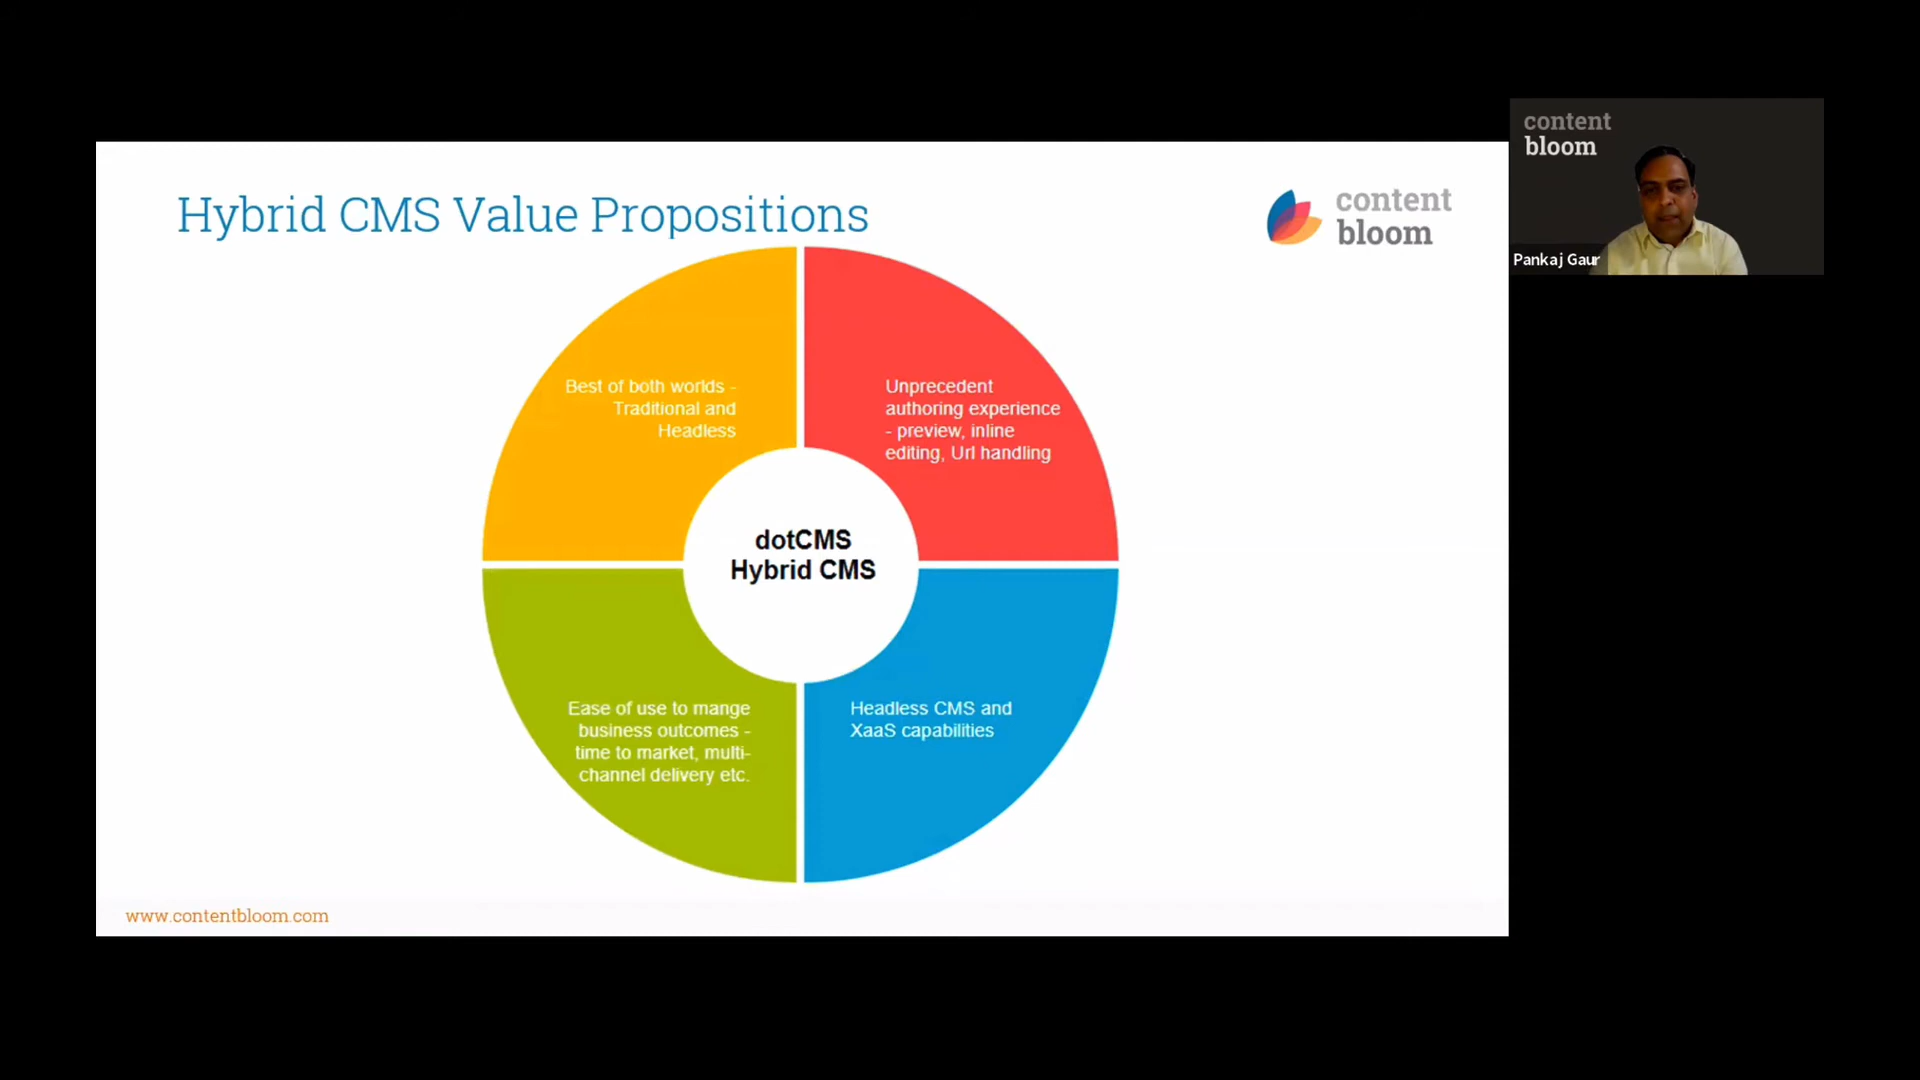 Hybrid CMS Value Propositions
content
bloom
content
bloom
Pankaj Gaur
Best of both worlds -
Traditional and
Headless
Unprecedent
authoring experience
- preview, inline
editing, Url handling
dotCMS
Hybrid CMS
Ease of use to mange
business outcomes -
time to market, multi-
channel delivery etc.
Headless CMS and
XaaS capabilities
www.contentbloom.com